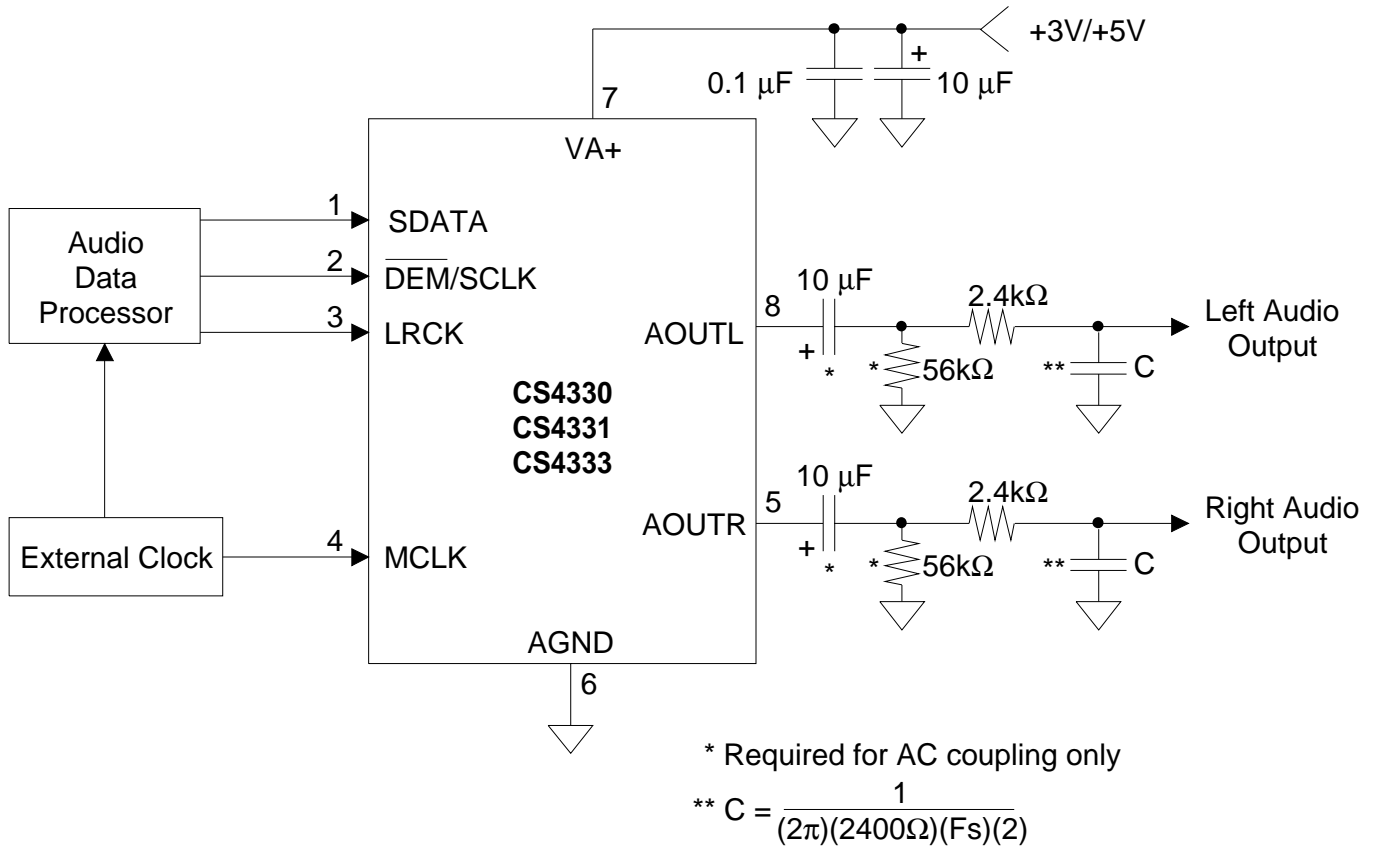 +3V/+5V
+
0.1 μF
10 μF
7
VA+
1
SDATA
Audio
Data
Processor
2
DEM/SCLK
3
LRCK
10 μF
2.4kΩ
8
AOUTL
+
*
*
56kΩ
**
C
Left Audio
Output
CS4330
CS4331
CS4333
10 μF
2.4kΩ
5
AOUTR
+
*
*
56kΩ
**
C
Right Audio
Output
External Clock
4
MCLK
AGND
6
* Required for AC coupling only
** C = 1
(2π)(2400Ω)(Fs)(2)